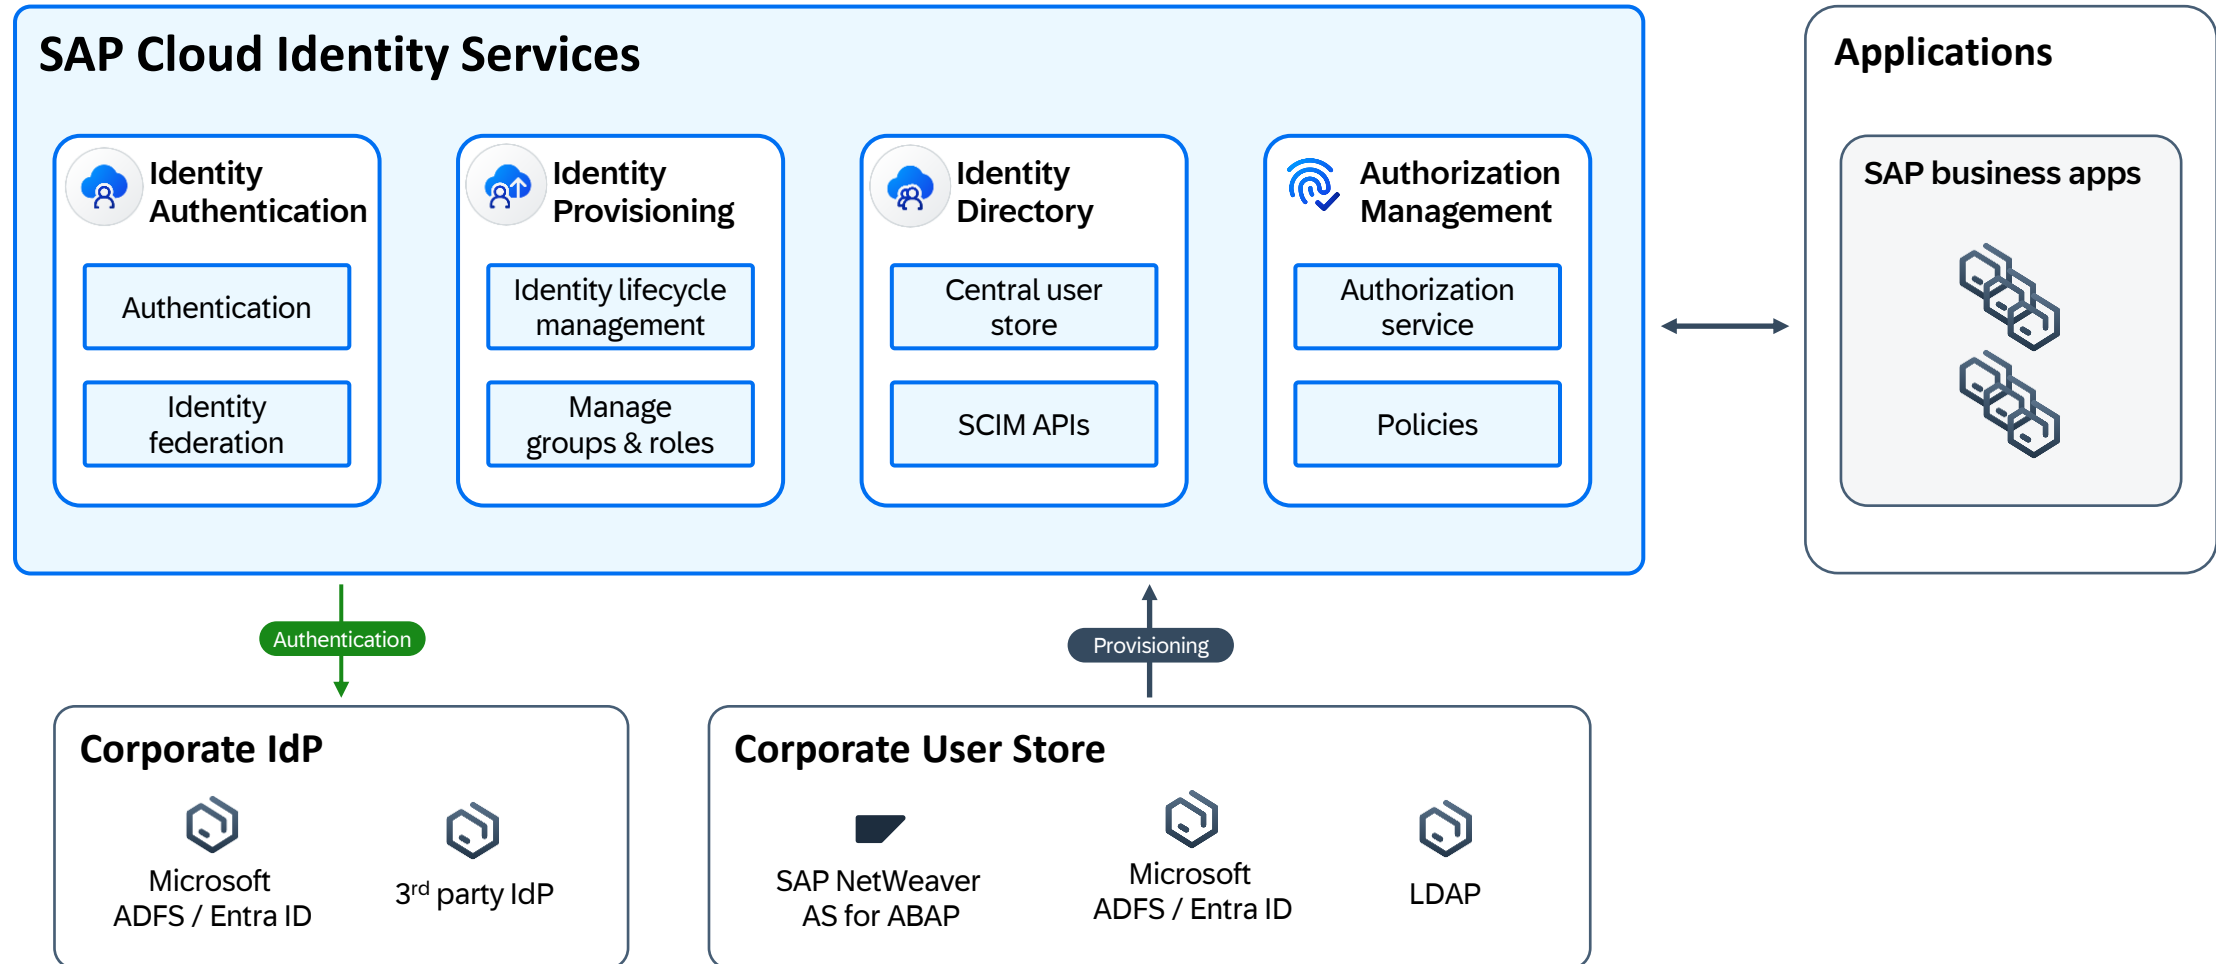 SAP Cloud Identity Services
Applications
Identity
Authentication
Authentication
Identity
federation
Identity
Provisioning
Identity lifecycle
management
Manage
groups & roles
Identity
Directory
Central user
store
SCIM APIs
Authorization
Management
Authorization
service
Policies
SAP business apps
Authentication
Provisioning
Corporate IdP
Microsoft
ADFS / Entra ID
3rd party IdP
Corporate User Store
SAP NetWeaver
AS for ABAP
Microsoft
ADFS / Entra ID
LDAP